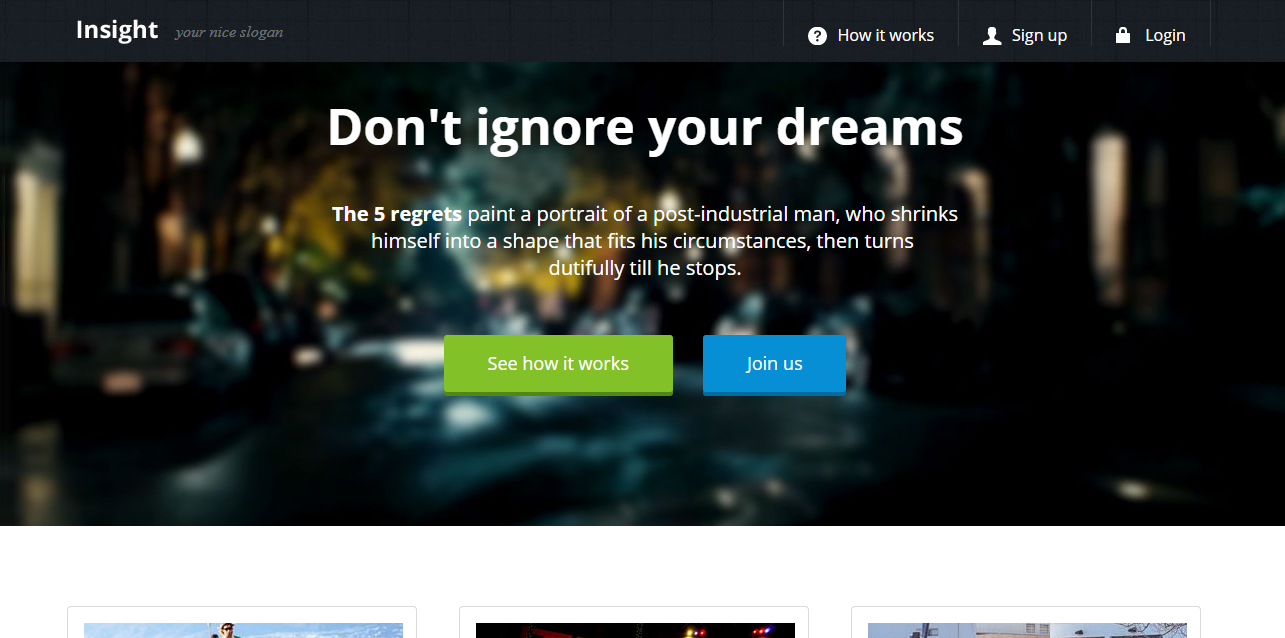 Insight your nice slogan
How it works
Sign up
Login
Don't ignore your dreams
The 5 regrets paint a portrait of a post-industrial man, who shrinks
himself into a shape that fits his circumstances, then turns
dutifully till he stops.
See how it works
Join us